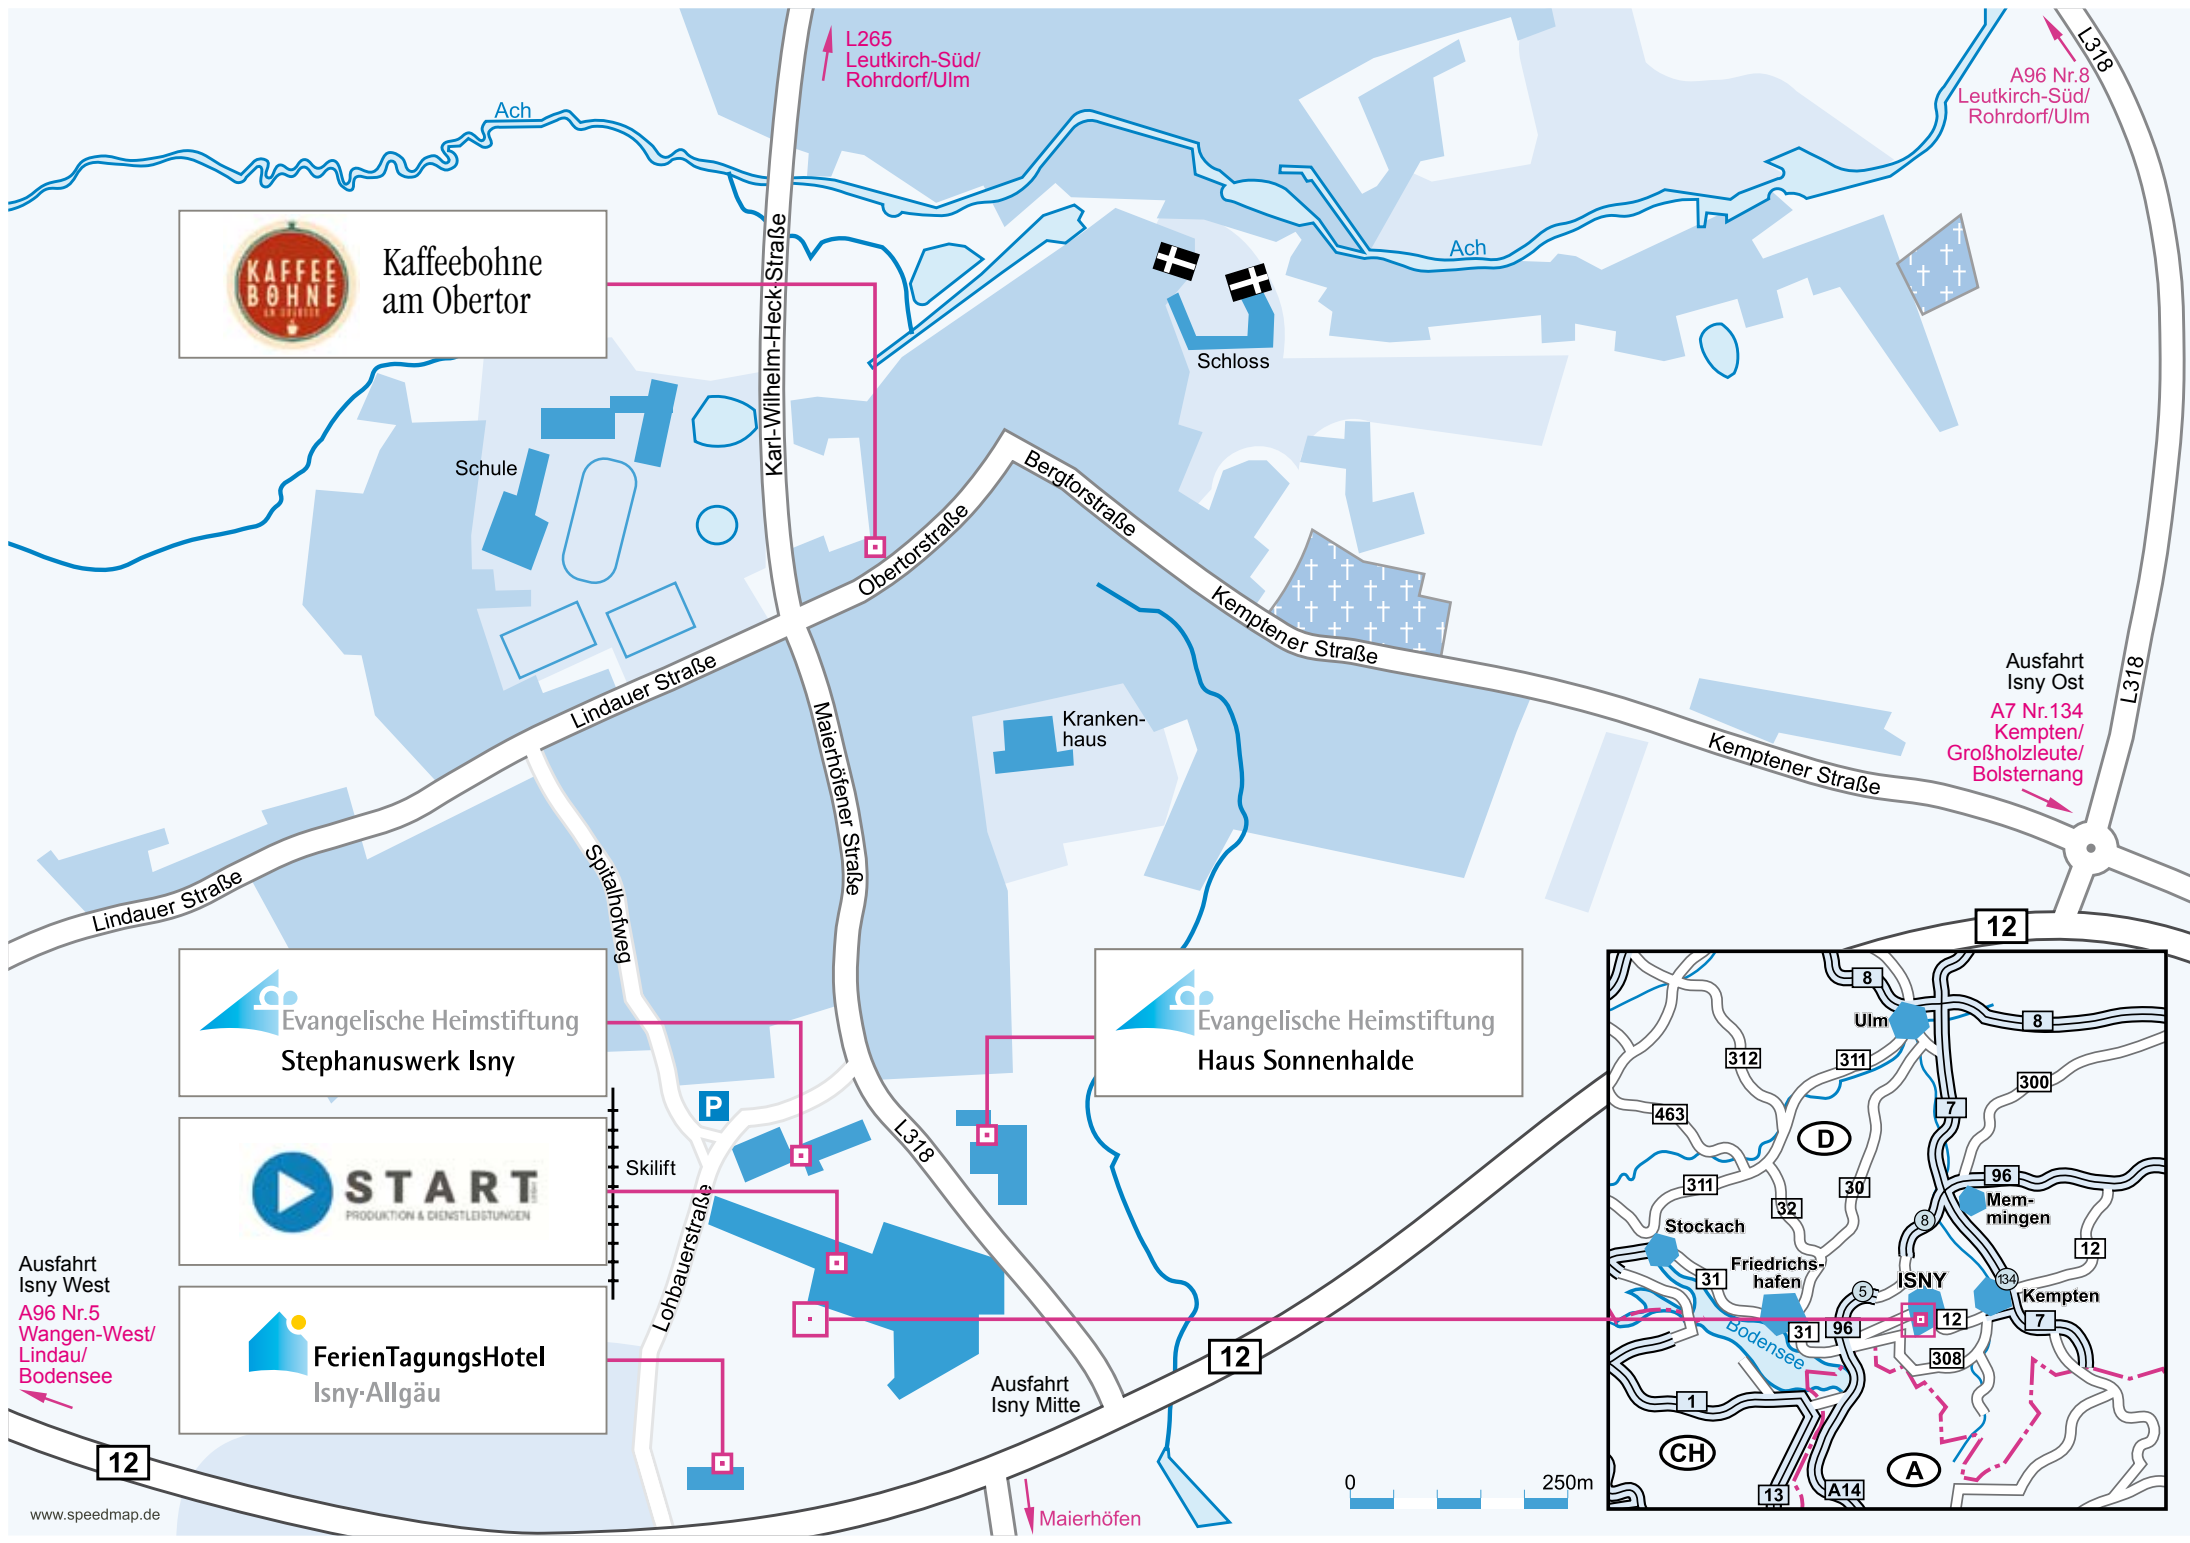 L265
Leutkirch-Süd/
Rohrdorf/Ulm
L318
A96 Nr.8
Leutkirch-Süd/
Rohrdorf/Ulm
Ach
Ach
KAFFEE
BOHNE
Kaffeebohne
am Obertor
Karl-Wilhelm-Heck-Straße
Schloss
Schule
Bergtorstraße
Obertorstraße
Kemptener Straße
Lindauer Straße
Maierhöfener Straße
Kranken-
haus
Ausfahrt
Isny Ost
A7 Nr.134
Kempten/
Großholzleute/
Bolsternang
L318
Kemptener Straße
Lindauer Straße
Spitalhofweg
12
Evangelische Heimstiftung
Stephanuswerk Isny
Evangelische Heimstiftung
Haus Sonnenhalde
P
L318
Skilift
START
PRODUKTION & DIENSTLEISTUNGEN
Lohbauerstraße
Ausfahrt
Isny West
A96 Nr.5
Wangen-West/
Lindau/
Bodensee
FerienTagungsHotel
Isny·Allgäu
12
Ausfahrt
Isny Mitte
12
Maierhöfen
0 250m
www.speedmap.de
8
Ulm
8
312
311
300
463
7
D
96
311
30
32
Mem-
mingen
8
Stockach
12
Friedrichs-
hafen
31
ISNY
134
5
Kempten
12
7
31
96
Bodensee
308
1
CH
A
13
A14